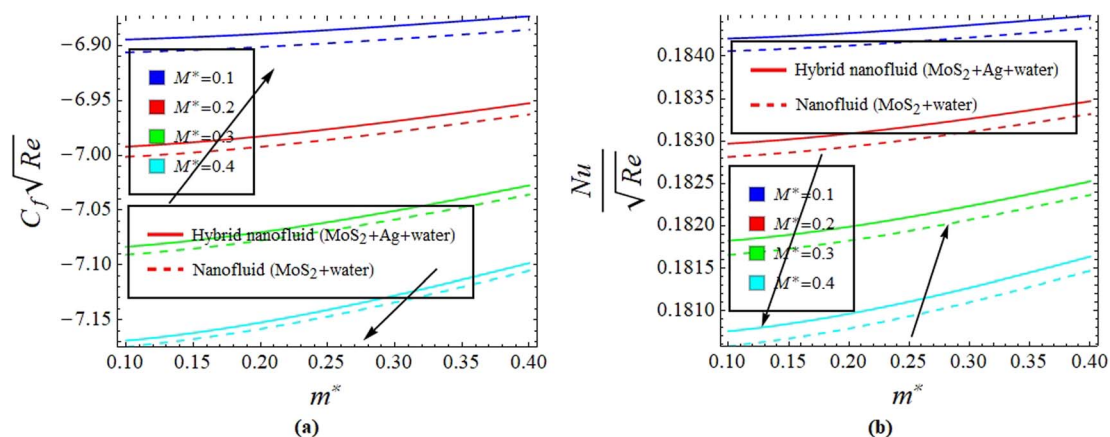 −6.90
−6.95
−7.00
−7.05
−7.10
−7.15
C_f√Re
M*=0.1
M*=0.2
M*=0.3
M*=0.4
Hybrid nanofluid (MoS₂+Ag+water)
Nanofluid (MoS₂+water)
0.10 0.15 0.20 0.25 0.30 0.35 0.40
m*
(a)
0.1840
0.1835
0.1830
0.1825
0.1820
0.1815
0.1810
Nu
√Re
Hybrid nanofluid (MoS₂+Ag+water)
Nanofluid (MoS₂+water)
M*=0.1
M*=0.2
M*=0.3
M*=0.4
0.10 0.15 0.20 0.25 0.30 0.35 0.40
m*
(b)